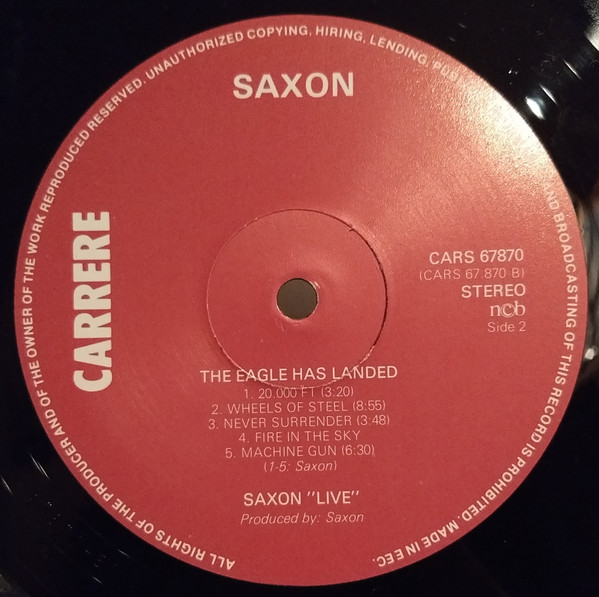 SAXON
CARRERE
CARS 67870
(CARS 67.870 B)
STEREO
ncb
Side 2
THE EAGLE HAS LANDED
1. 20.000 FT (3:20)
2. WHEELS OF STEEL (8:55)
3. NEVER SURRENDER (3:48)
4. FIRE IN THE SKY
5. MACHINE GUN (6:30)
(1-5: Saxon)
SAXON "LIVE"
Produced by: Saxon
ALL RIGHTS OF THE PRODUCER AND OF THE OWNER OF THE WORK REPRODUCED RESERVED. UNAUTHORIZED COPYING, HIRING, LENDING, AND BROADCASTING OF THIS RECORD IS PROHIBITED. MADE IN EEC.